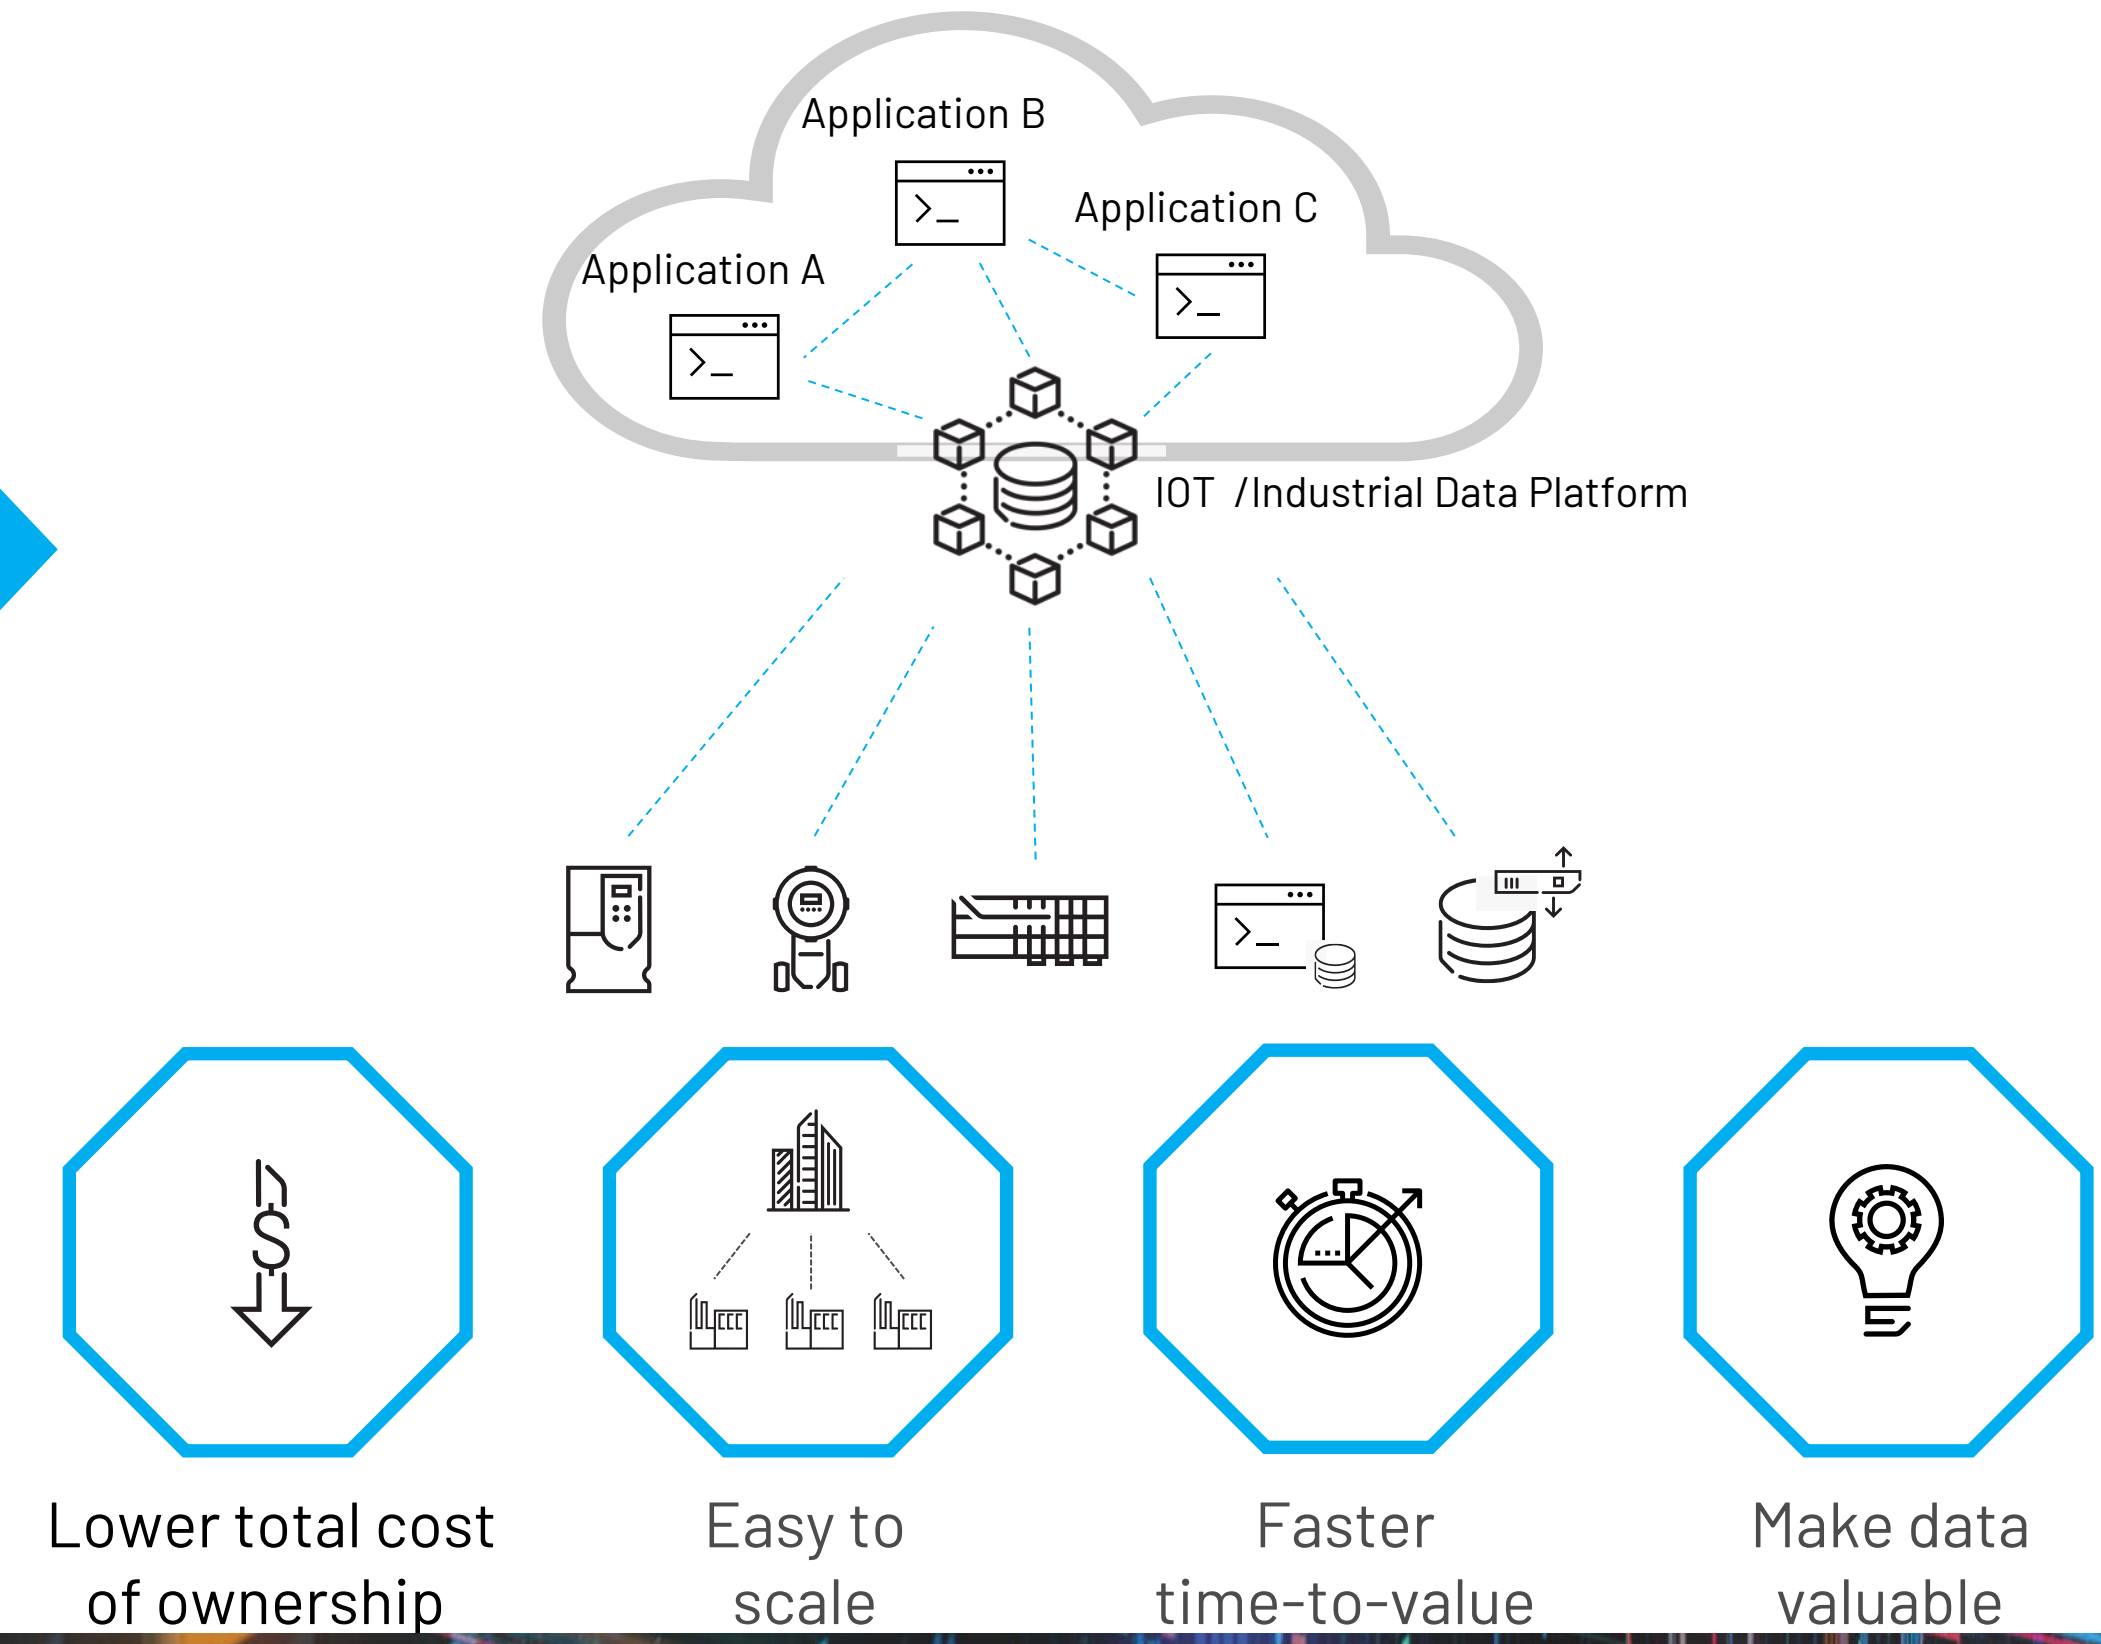 Application B
Application C
Application A
IOT /Industrial Data Platform
Lower total cost
of ownership
Easy to
scale
Faster
time-to-value
Make data
valuable